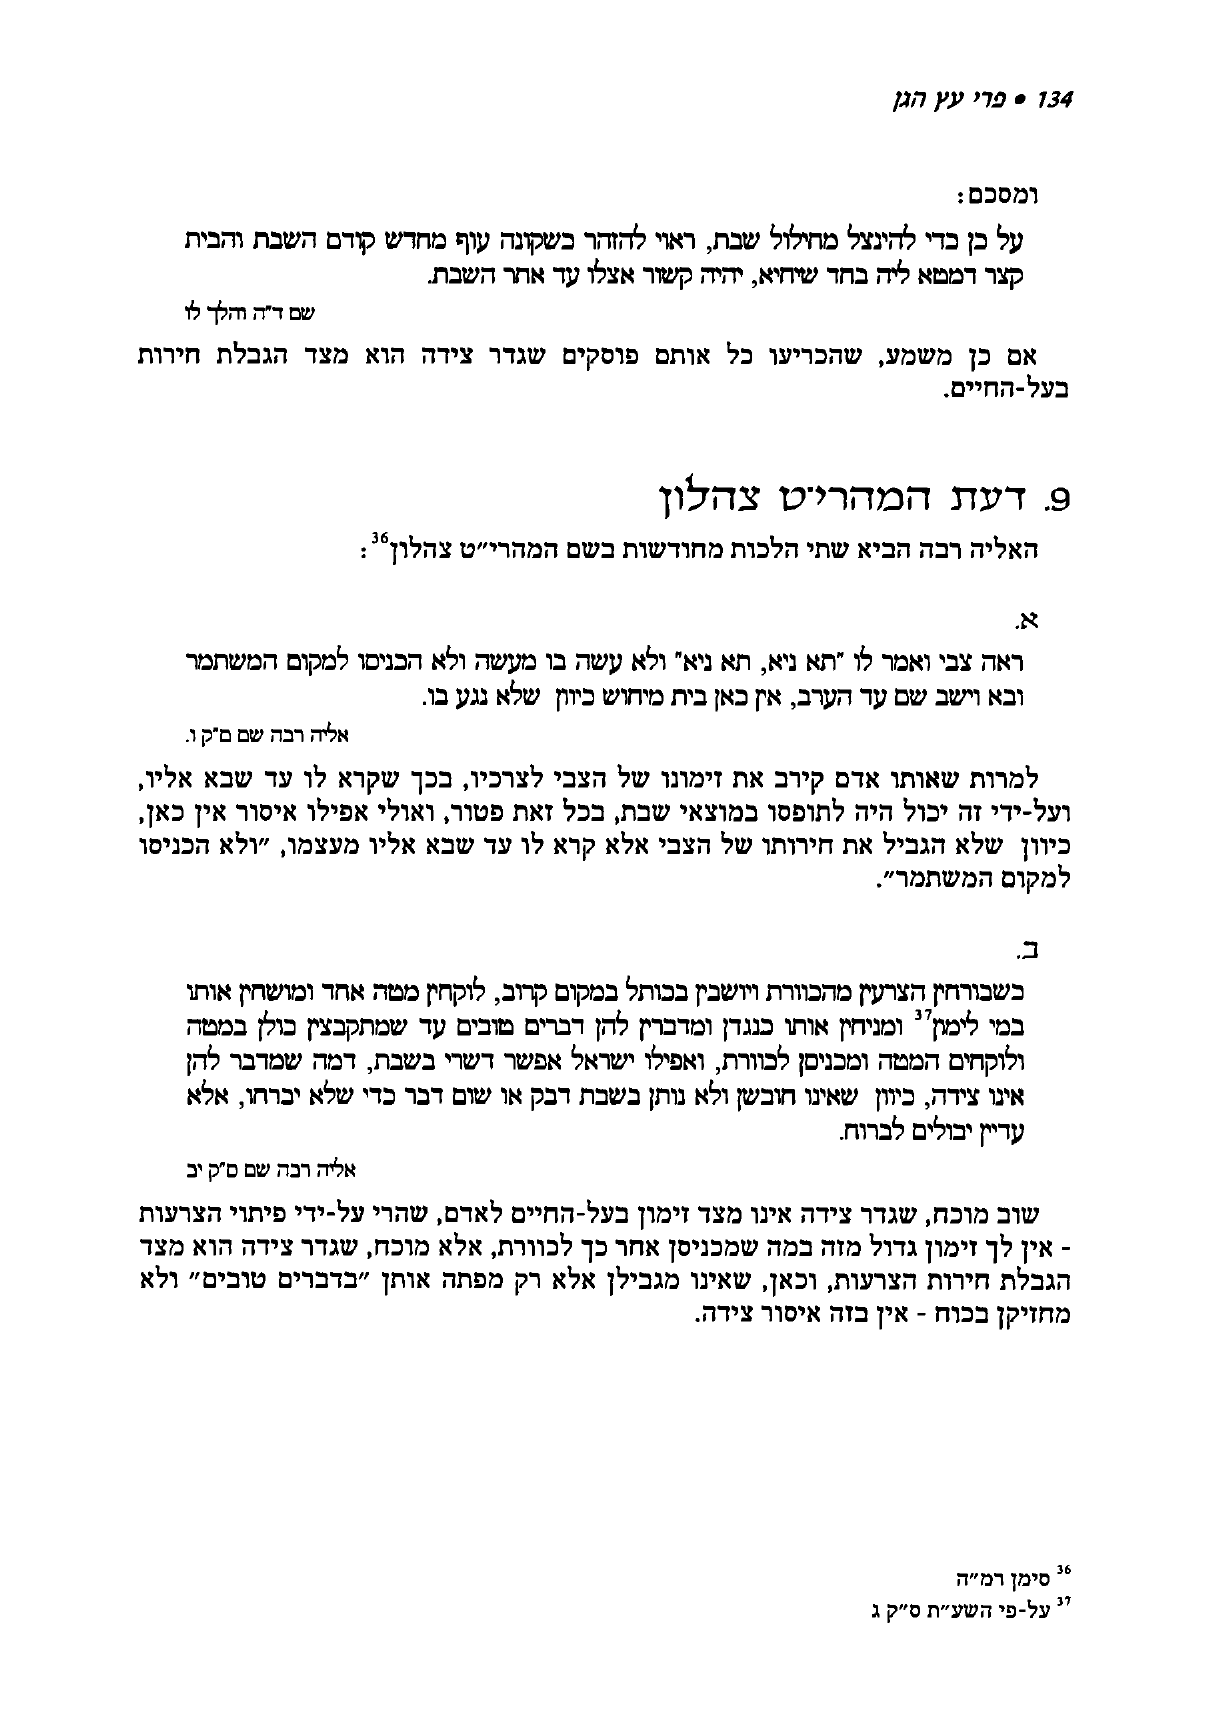 134 • פרי עץ הגן
ומסכם:
על כן כדי להינצל מחילול שבת, ראוי להזהר כשקונה עוף מחדש קודם השבת והבית
קצר דמטא ליה בחד שיחיא, יהיה קשור אצלו עד אחר השבת.
שם ד"ה והלך לו
אם כן משמע, שהכריעו כל אותם פוסקים שגדר צידה הוא מצד הגבלת חירות
בעל-החיים.
9. דעת המהרי"ט צהלון
האליה רבה הביא שתי הלכות מחודשות בשם המהרי"ט צהלון36:
א.
ראה צבי ואמר לו "תא ניא, תא ניא" ולא עשה בו מעשה ולא הכניסו למקום המשתמר
ובא וישב שם עד הערב, אין כאן בית מיחוש כיוון שלא נגע בו.
אליה רבה שם ס"ק ו.
למרות שאותו אדם קירב את זימונו של הצבי לצרכיו, בכך שקרא לו עד שבא אליו,
ועל-ידי זה יכול היה לתופסו במוצאי שבת, בכל זאת פטור, ואולי אפילו איסור אין כאן,
כיוון שלא הגביל את חירותו של הצבי אלא קרא לו עד שבא אליו מעצמו, "ולא הכניסו
למקום המשתמר".
ב.
כשבורחין הצרעין מהכוורת ויושבין בכותל במקום קרוב, לוקחין מטה אחד ומושחין אותו
במי לימין37 ומניחין אותו כנגדן ומדברין להן דברים טובים עד שמתקבצין כולן במטה
ולוקחים המטה ומכניסן לכוורת, ואפילו ישראל אפשר דשרי בשבת, דמה שמדבר להן
אינו צידה, כיוון שאינו חובשן ולא נותן בשבת דבק או שום דבר כדי שלא יברחו, אלא
עדיין יכולים לברוח.
אליה רבה שם ס"ק יב
שוב מוכח, שגדר צידה אינו מצד זימון בעל-החיים לאדם, שהרי על-ידי פיתוי הצרעות
- אין לך זימון גדול מזה במה שמכניסן אחר כך לכוורת, אלא מוכח, שגדר צידה הוא מצד
הגבלת חירות הצרעות, וכאן, שאינו מגבילן אלא רק מפתה אותן "בדברים טובים" ולא
מחזיקן בכוח - אין בזה איסור צידה.
36 סימן רמ"ה
37 על-פי השע"ת ס"ק ג